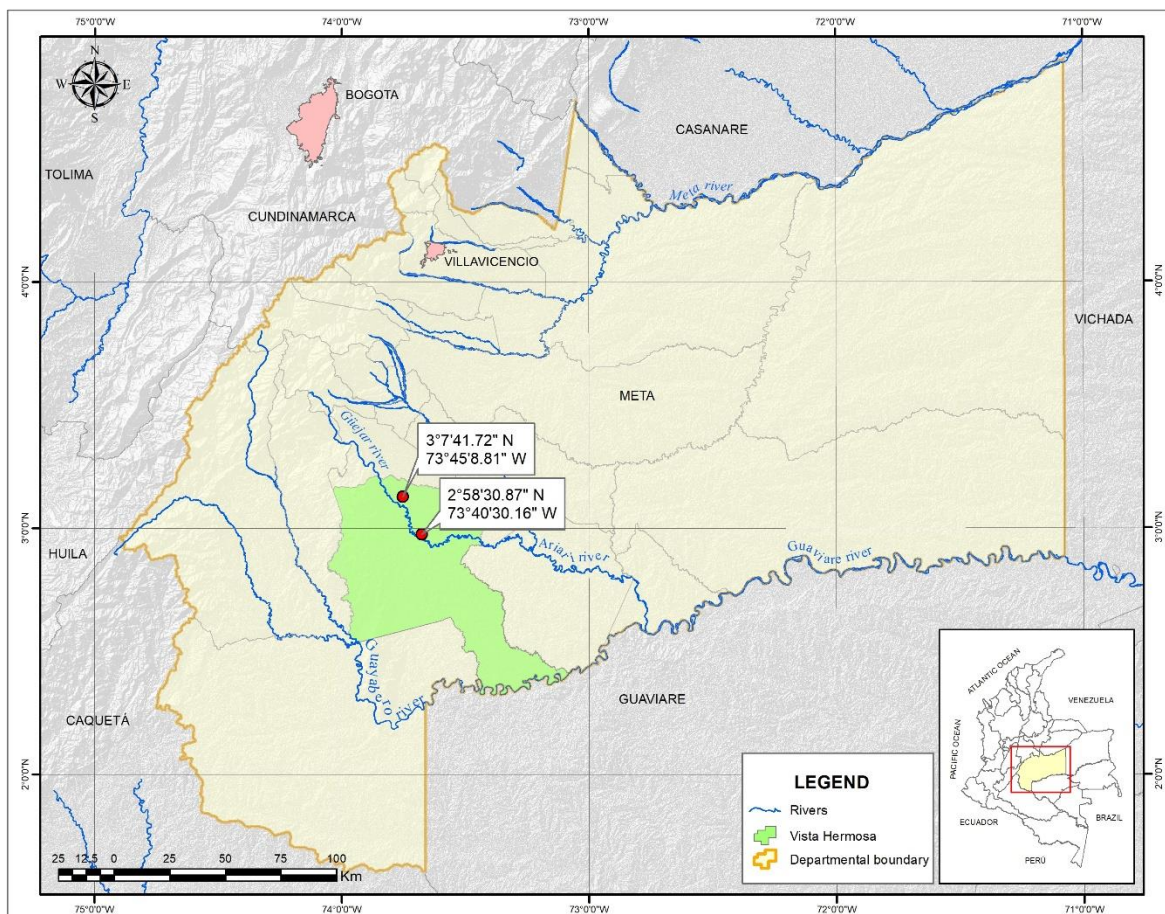 75°0'0"W 74°0'0"W 73°0'0"W 72°0'0"W 71°0'0"W
N
W E
S
BOGOTA
CASANARE
TOLIMA
Meta river
CUNDINAMARCA
VILLAVICENCIO
4°0'0"N 4°0'0"N
VICHADA
META
Güejar river
3°7'41.72" N
73°45'8.81" W
2°58'30.87" N
73°40'30.16" W
3°0'0"N 3°0'0"N
HUILA
Ariari river
Guaviare river
Guayabero river
GUAVIARE
CAQUETÁ
2°0'0"N 2°0'0"N
LEGEND
Rivers
Vista Hermosa
Departmental boundary
ATLANTIC OCEAN
VENEZUELA
PACIFIC OCEAN
ECUADOR
BRAZIL
PERÚ
25 12.5 0 25 50 75 100
Km
75°0'0"W 74°0'0"W 73°0'0"W 72°0'0"W 71°0'0"W